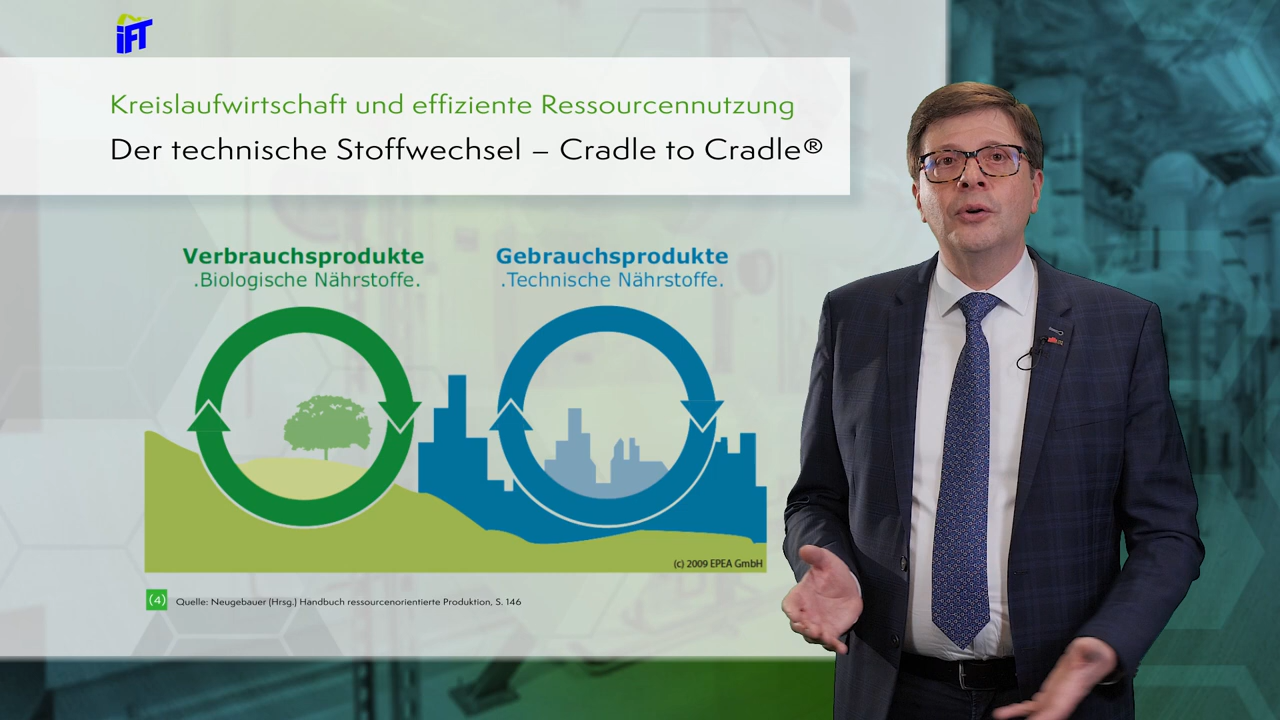 iFT
Kreislaufwirtschaft und effiziente Ressourcennutzung
Der technische Stoffwechsel – Cradle to Cradle®
Verbrauchsprodukte
.Biologische Nährstoffe.
Gebrauchsprodukte
.Technische Nährstoffe.
(c) 2009 EPEA GmbH
(4) Quelle: Neugebauer (Hrsg.) Handbuch ressourcenorientierte Produktion, S. 146